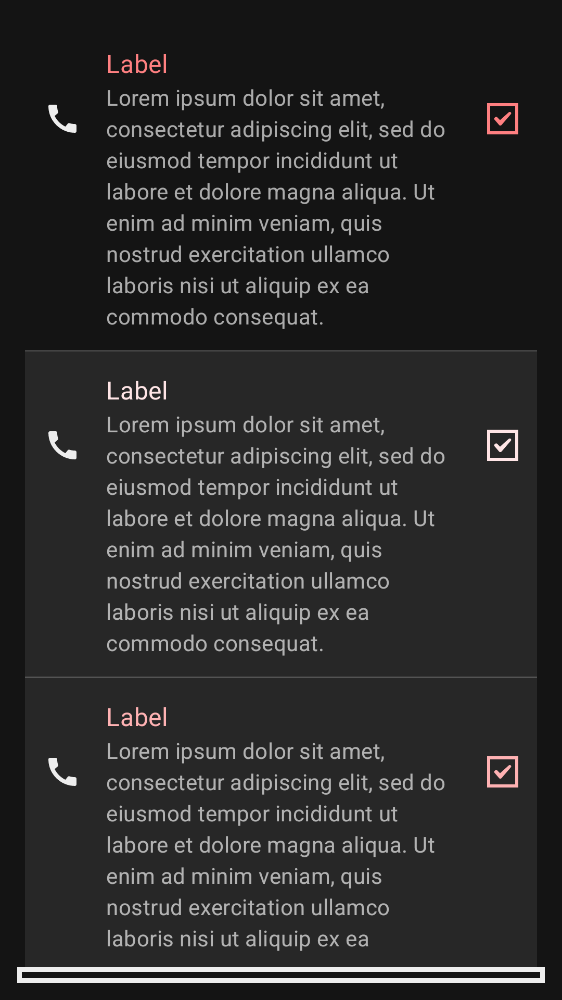 Label
Lorem ipsum dolor sit amet,
consectetur adipiscing elit, sed do
eiusmod tempor incididunt ut
labore et dolore magna aliqua. Ut
enim ad minim veniam, quis
nostrud exercitation ullamco
laboris nisi ut aliquip ex ea
commodo consequat.
Label
Lorem ipsum dolor sit amet,
consectetur adipiscing elit, sed do
eiusmod tempor incididunt ut
labore et dolore magna aliqua. Ut
enim ad minim veniam, quis
nostrud exercitation ullamco
laboris nisi ut aliquip ex ea
commodo consequat.
Label
Lorem ipsum dolor sit amet,
consectetur adipiscing elit, sed do
eiusmod tempor incididunt ut
labore et dolore magna aliqua. Ut
enim ad minim veniam, quis
nostrud exercitation ullamco
laboris nisi ut aliquip ex ea